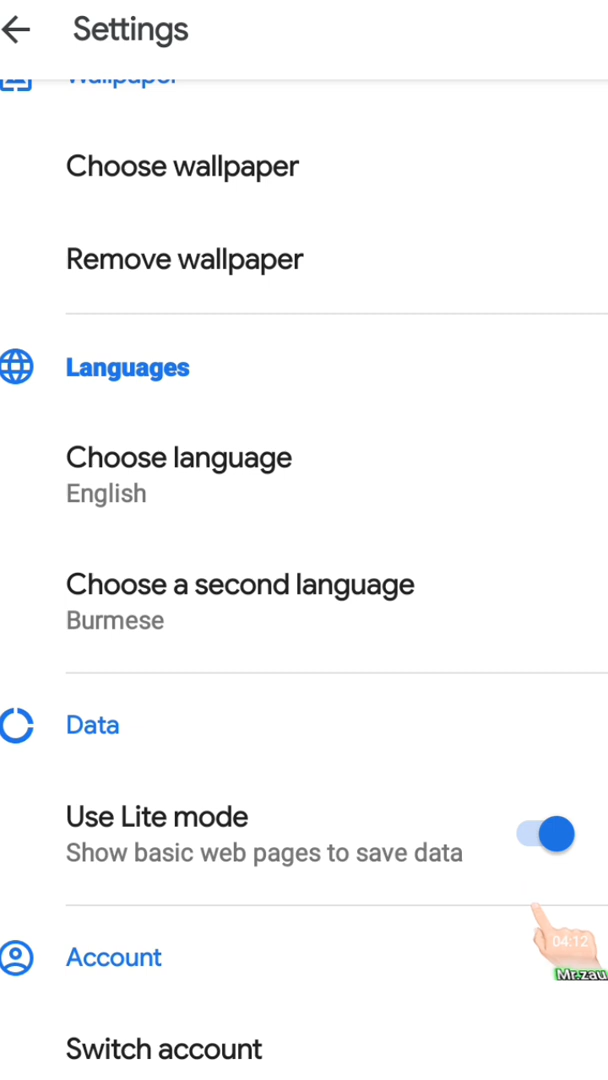 Settings
Wallpaper
Choose wallpaper
Remove wallpaper
Languages
Choose language
English
Choose a second language
Burmese
Data
Use Lite mode
Show basic web pages to save data
04:12
Mr.zau
Account
Switch account